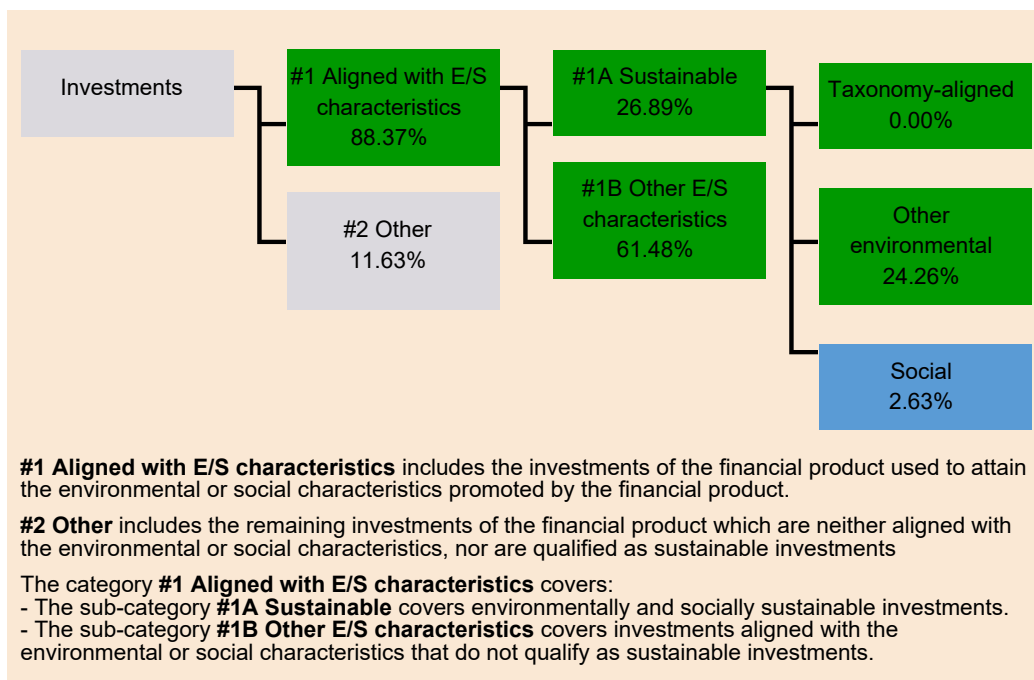 Investments
#1 Aligned with E/S
characteristics
88.37%
#2 Other
11.63%
#1A Sustainable
26.89%
#1B Other E/S
characteristics
61.48%
Taxonomy-aligned
0.00%
Other
environmental
24.26%
Social
2.63%
#1 Aligned with E/S characteristics includes the investments of the financial product used to attain
the environmental or social characteristics promoted by the financial product.
#2 Other includes the remaining investments of the financial product which are neither aligned with
the environmental or social characteristics, nor are qualified as sustainable investments
The category #1 Aligned with E/S characteristics covers:
- The sub-category #1A Sustainable covers environmentally and socially sustainable investments.
- The sub-category #1B Other E/S characteristics covers investments aligned with the
environmental or social characteristics that do not qualify as sustainable investments.